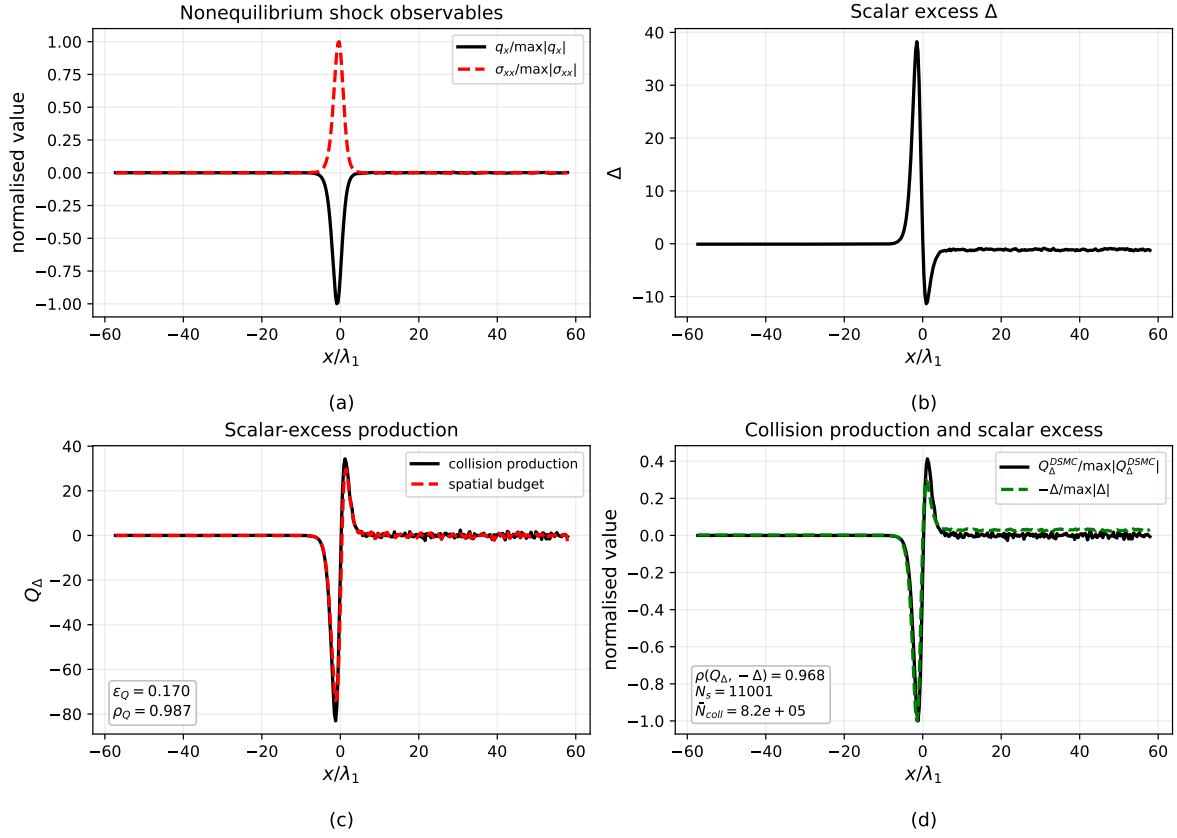 Nonequilibrium shock observables
normalised value
1.00
0.75
0.50
0.25
0.00
−0.25
−0.50
−0.75
−1.00
q_x/max|q_x|
σ_xx/max|σ_xx|
−60 −40 −20 0 20 40 60
x/λ_1
(a)
Scalar excess Δ
Δ
40
30
20
10
0
−10
−60 −40 −20 0 20 40 60
x/λ_1
(b)
Scalar-excess production
Q_Δ
40
20
0
−20
−40
−60
−80
collision production
spatial budget
ε_Q = 0.170
ρ_Q = 0.987
−60 −40 −20 0 20 40 60
x/λ_1
(c)
Collision production and scalar excess
normalised value
0.4
0.2
0.0
−0.2
−0.4
−0.6
−0.8
−1.0
Q_Δ^DSMC/max|Q_Δ^DSMC|
−Δ/max|Δ|
ρ(Q_Δ, −Δ) = 0.968
N_s = 11001
N̄_coll = 8.2e + 05
−60 −40 −20 0 20 40 60
x/λ_1
(d)